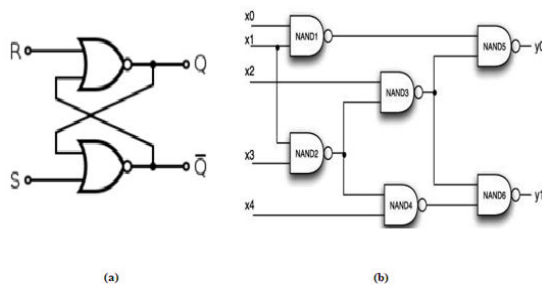 R
Q
S
Q̅
(a)
x0
x1
x2
x3
x4
NAND1
NAND2
NAND3
NAND4
NAND5
NAND6
y0
y1
(b)